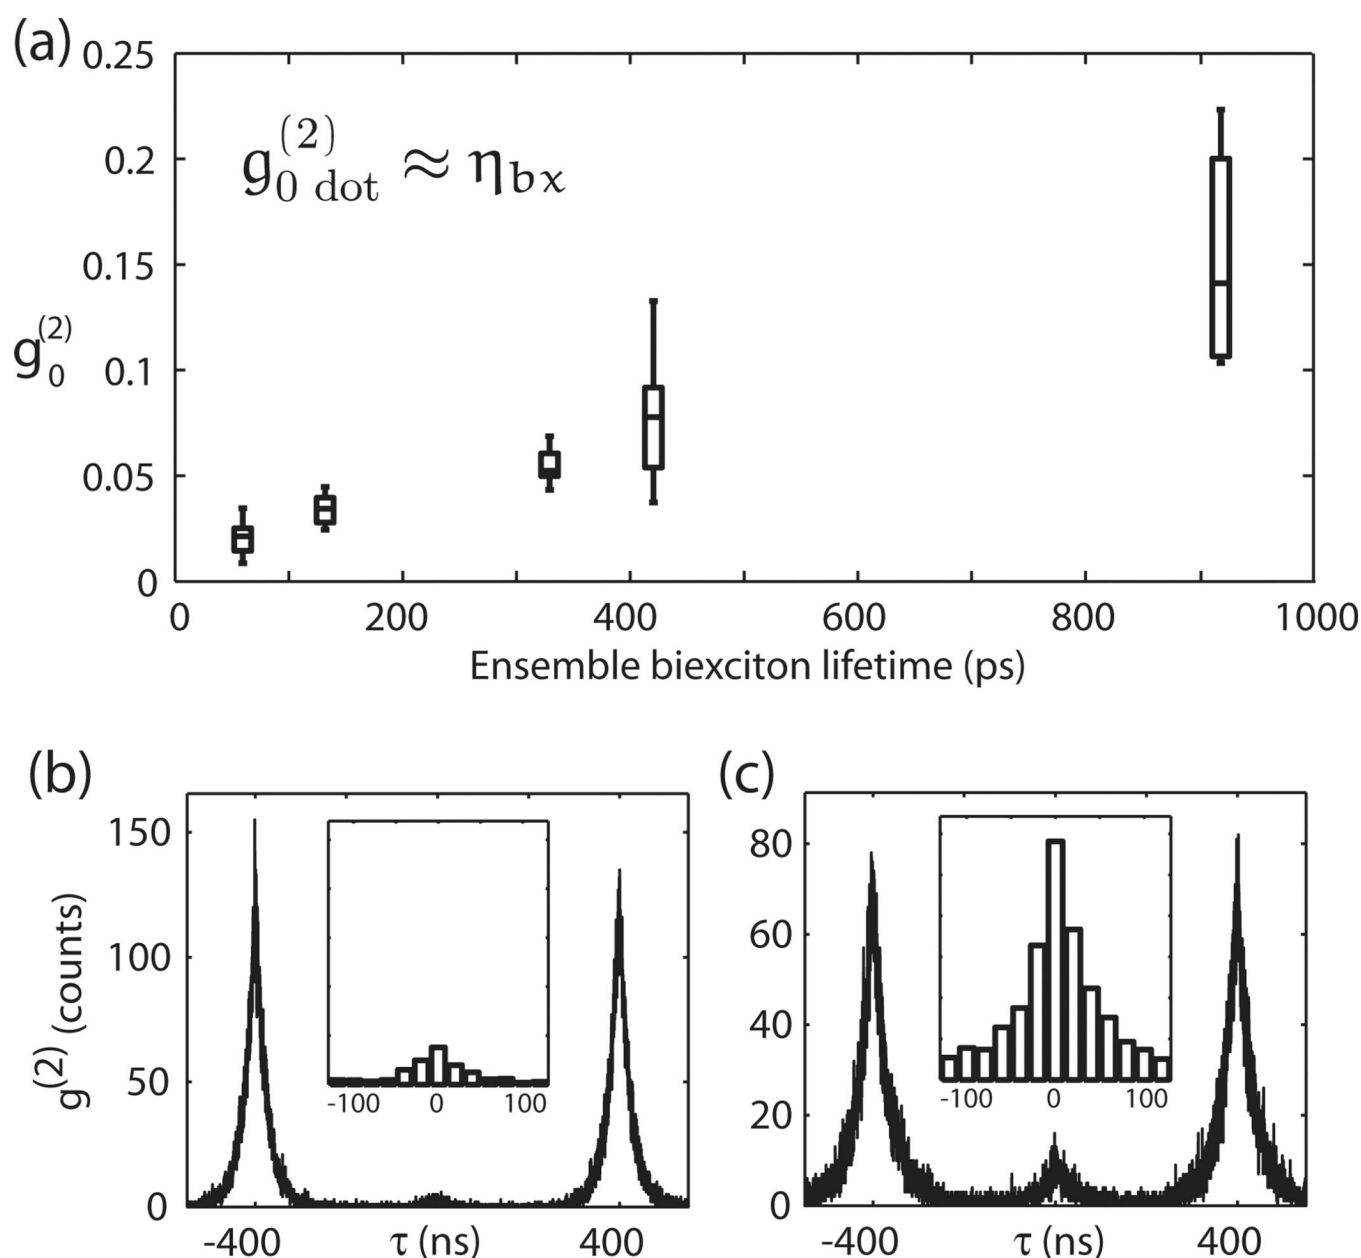 (a)
0.25
0.2
0.15
0.1
0.05
0
g₀⁽²⁾
g₀ dot⁽²⁾ ≈ ηbx
0 200 400 600 800 1000
Ensemble biexciton lifetime (ps)
(b)
150
100
50
0
g⁽²⁾ (counts)
-100 0 100
-400 τ (ns) 400
(c)
80
60
40
20
0
-100 0 100
-400 τ (ns) 400